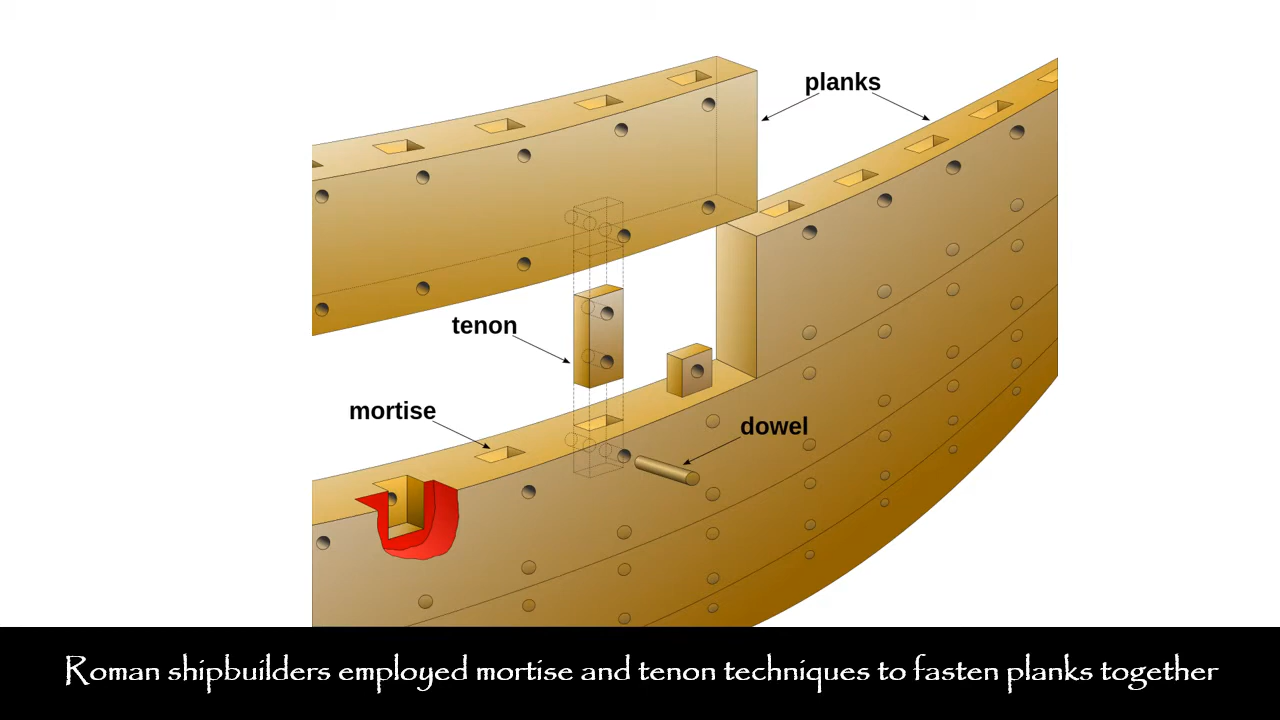 planks
tenon
mortise
dowel
Roman shipbuilders employed mortise and tenon techniques to fasten planks together